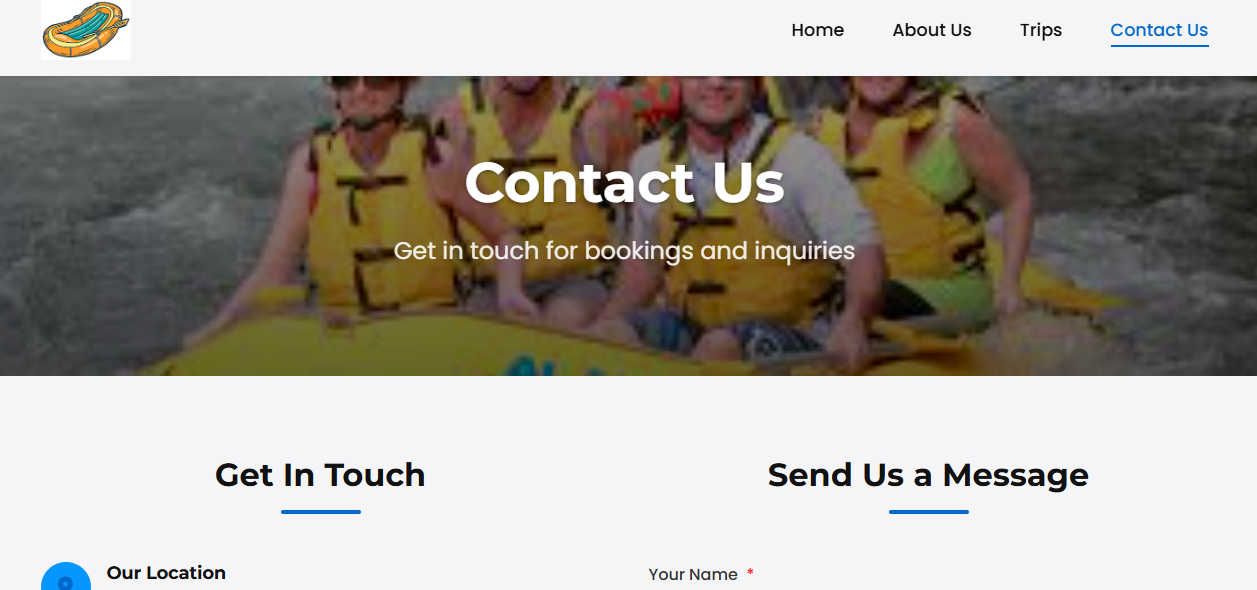 Home
About Us
Trips
Contact Us
Contact Us
Get in touch for bookings and inquiries
Get In Touch
Send Us a Message
Our Location
Your Name *